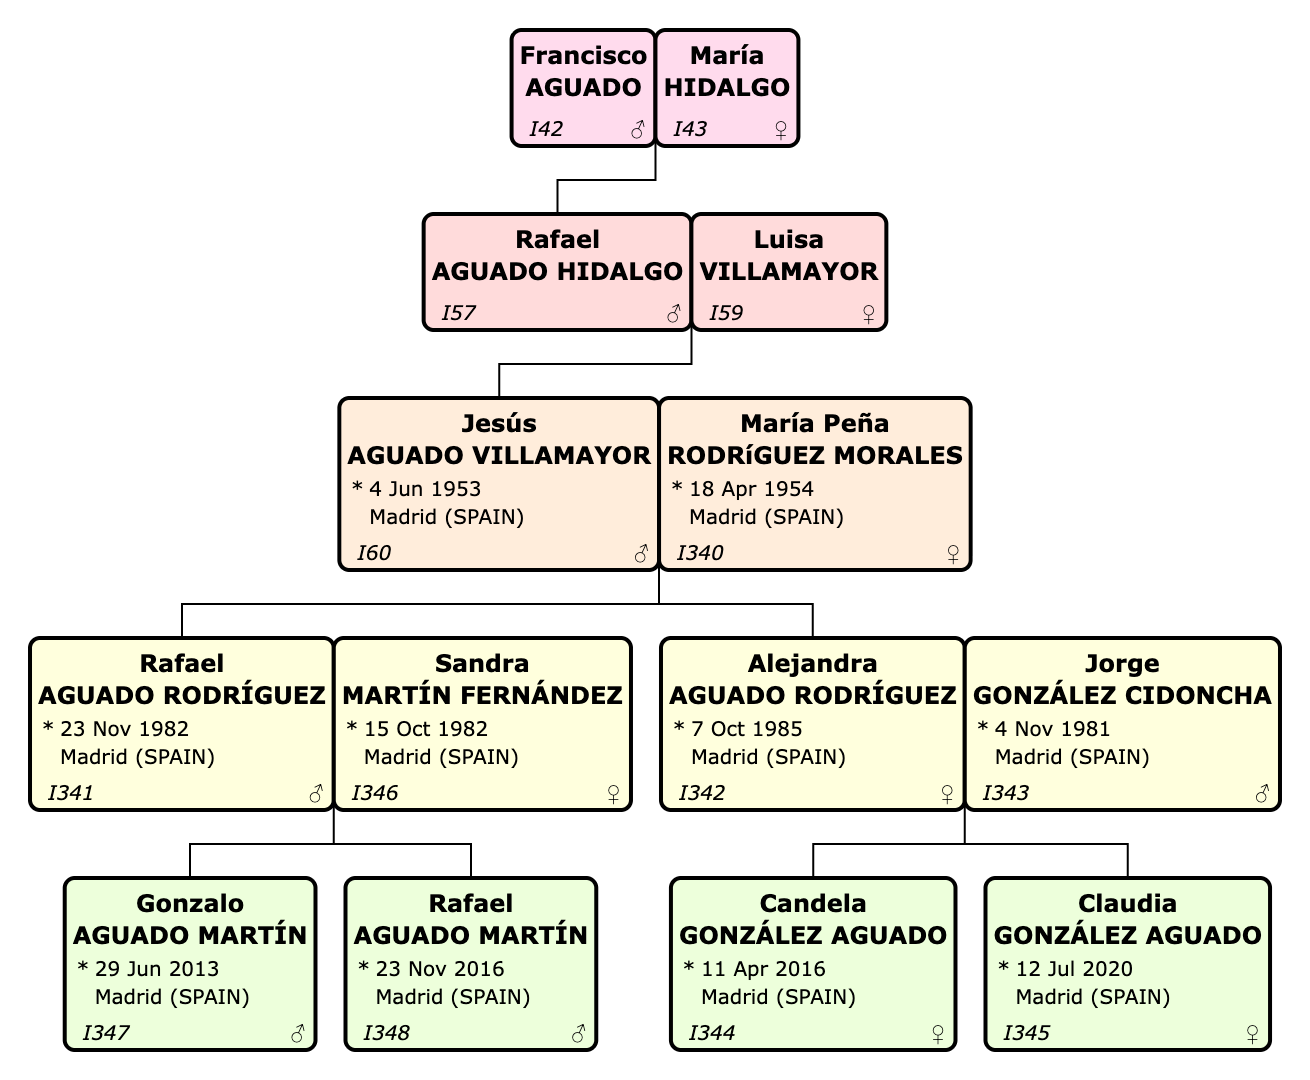 Francisco
AGUADO
I42 ♂
María
HIDALGO
I43 ♀
Rafael
AGUADO HIDALGO
I57 ♂
Luisa
VILLAMAYOR
I59 ♀
Jesús
AGUADO VILLAMAYOR
* 4 Jun 1953
Madrid (SPAIN)
I60 ♂
María Peña
RODRíGUEZ MORALES
* 18 Apr 1954
Madrid (SPAIN)
I340 ♀
Rafael
AGUADO RODRÍGUEZ
* 23 Nov 1982
Madrid (SPAIN)
I341 ♂
Sandra
MARTÍN FERNÁNDEZ
* 15 Oct 1982
Madrid (SPAIN)
I346 ♀
Alejandra
AGUADO RODRÍGUEZ
* 7 Oct 1985
Madrid (SPAIN)
I342 ♀
Jorge
GONZÁLEZ CIDONCHA
* 4 Nov 1981
Madrid (SPAIN)
I343 ♂
Gonzalo
AGUADO MARTÍN
* 29 Jun 2013
Madrid (SPAIN)
I347 ♂
Rafael
AGUADO MARTÍN
* 23 Nov 2016
Madrid (SPAIN)
I348 ♂
Candela
GONZÁLEZ AGUADO
* 11 Apr 2016
Madrid (SPAIN)
I344 ♀
Claudia
GONZÁLEZ AGUADO
* 12 Jul 2020
Madrid (SPAIN)
I345 ♀